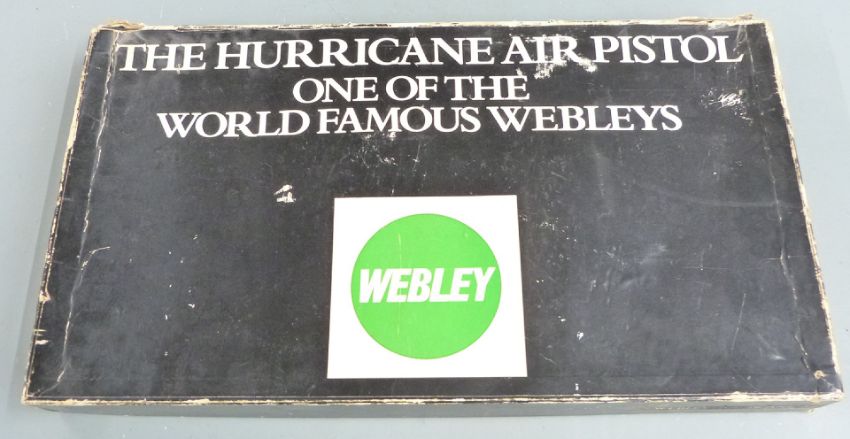 THE HURRICANE AIR PISTOL
ONE OF THE
WORLD FAMOUS WEBLEYS
WEBLEY